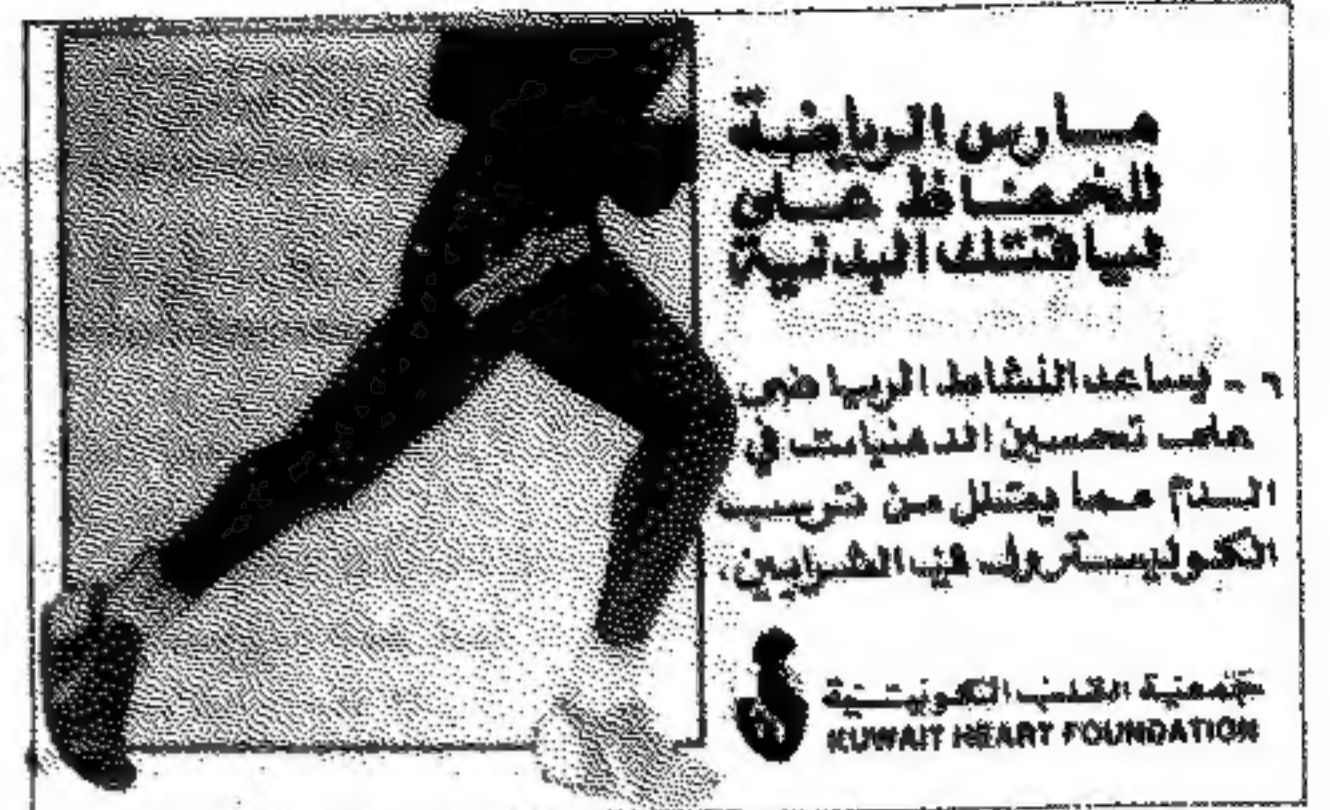 مارس الرياضة
للحفاظ على
لياقتك البدنية
٦ - يساعد النشاط الرياضي
على تحسين الدهنيات في
الدم مما يقلل من ترسب
الكوليسترول في الشرايين.
جمعية القلب الكويتية
KUWAIT HEART FOUNDATION